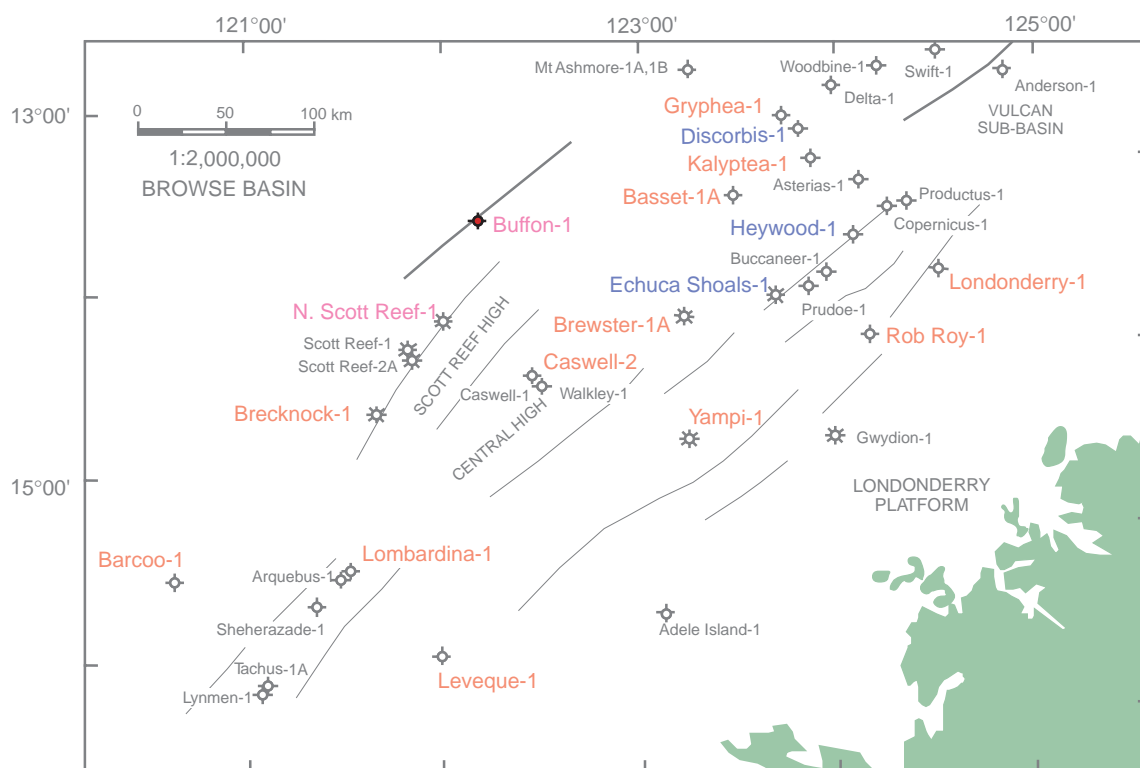 121°00'
123°00'
125°00'
Mt Ashmore-1A,1B
Woodbine-1
Swift-1
Anderson-1
Delta-1
13°00'
0 50 100 km
1:2,000,000
BROWSE BASIN
Gryphea-1
VULCAN
SUB-BASIN
Discorbis-1
Kalyptea-1
Asterias-1
Basset-1A
Productus-1
Copernicus-1
Buffon-1
Heywood-1
Buccaneer-1
Echuca Shoals-1
Londonderry-1
Prudoe-1
N. Scott Reef-1
Brewster-1A
Rob Roy-1
Scott Reef-1
Scott Reef-2A
SCOTT REEF HIGH
Caswell-2
Caswell-1
Walkley-1
Brecknock-1
CENTRAL HIGH
Yampi-1
Gwydion-1
15°00'
LONDONDERRY
PLATFORM
Barcoo-1
Lombardina-1
Arquebus-1
Sheherazade-1
Adele Island-1
Tachus-1A
Lynmen-1
Leveque-1